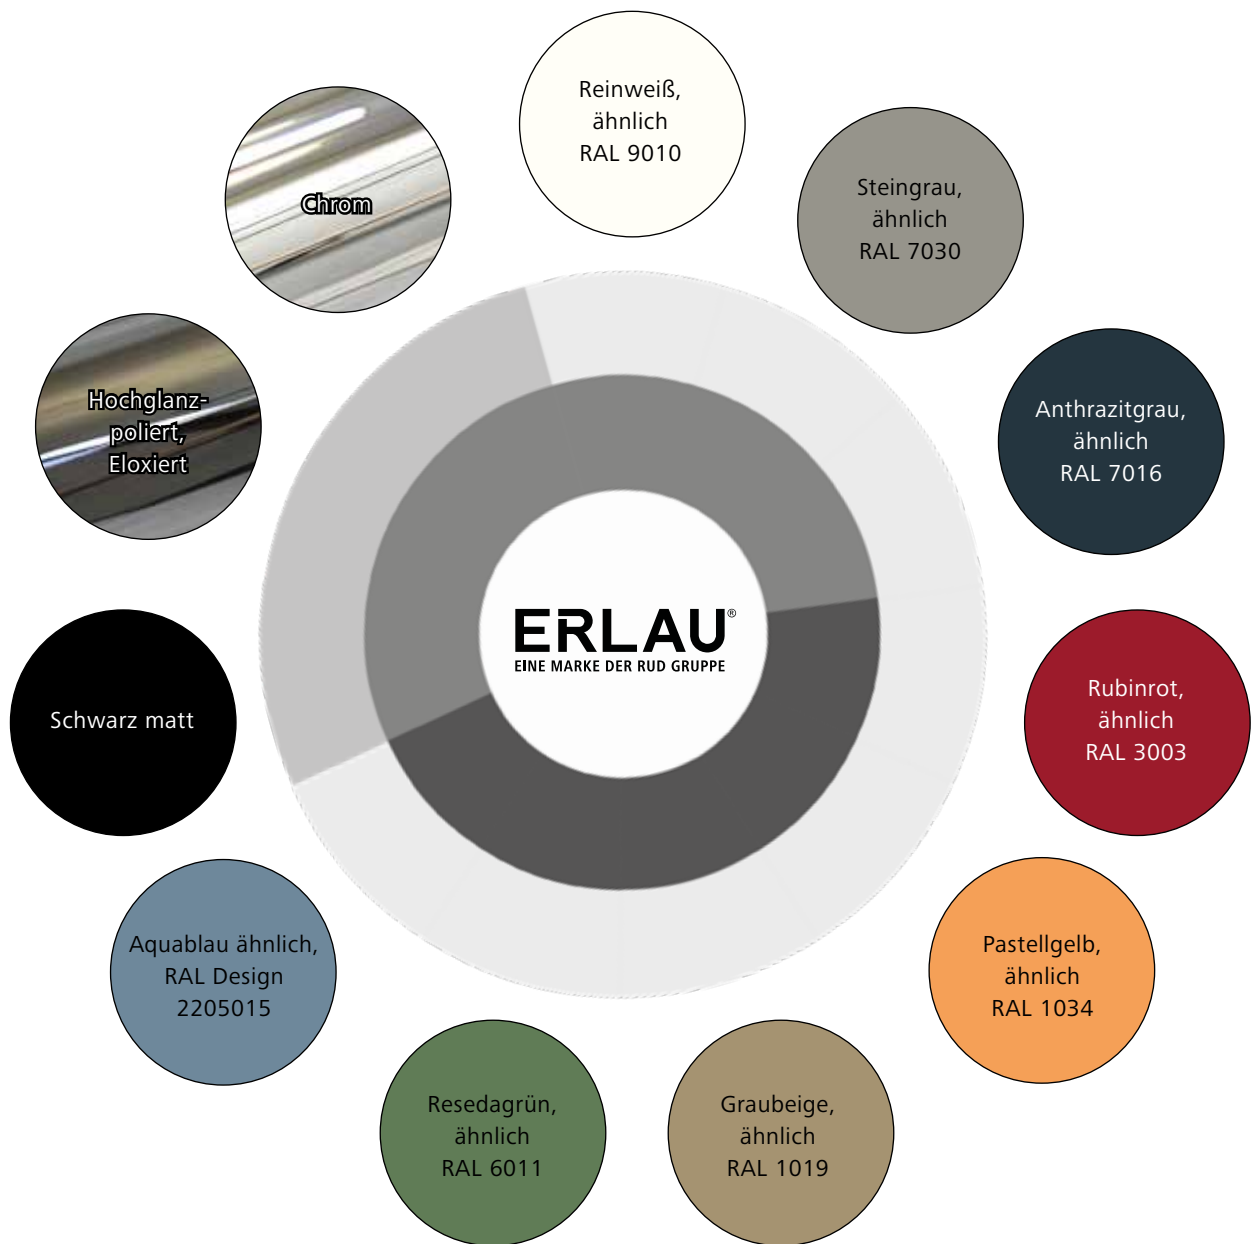 Reinweiß,
ähnlich
RAL 9010
Steingrau,
ähnlich
RAL 7030
Anthrazitgrau,
ähnlich
RAL 7016
Rubinrot,
ähnlich
RAL 3003
Pastellgelb,
ähnlich
RAL 1034
Graubeige,
ähnlich
RAL 1019
Resedagrün,
ähnlich
RAL 6011
Aquablau ähnlich,
RAL Design
2205015
Schwarz matt
Hochglanz-
poliert,
Eloxiert
Chrom
ERLAU®
EINE MARKE DER RUD GRUPPE